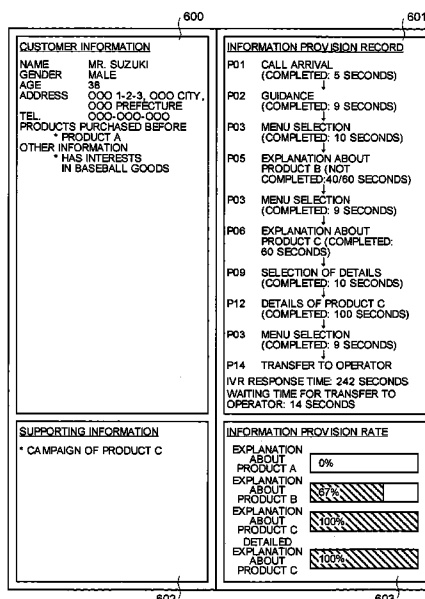 600
601
CUSTOMER INFORMATION
NAME MR. SUZUKI
GENDER MALE
AGE 38
ADDRESS OOO 1-2-3, OOO CITY,
OOO PREFECTURE
TEL. OOO-OOO-OOO
PRODUCTS PURCHASED BEFORE
* PRODUCT A
OTHER INFORMATION
* HAS INTERESTS
IN BASEBALL GOODS
INFORMATION PROVISION RECORD
P01 CALL ARRIVAL
(COMPLETED: 5 SECONDS)
P02 GUIDANCE
(COMPLETED: 9 SECONDS)
P03 MENU SELECTION
(COMPLETED: 10 SECONDS)
P05 EXPLANATION ABOUT
PRODUCT B (NOT
COMPLETED:40/60 SECONDS)
P03 MENU SELECTION
(COMPLETED: 9 SECONDS)
P06 EXPLANATION ABOUT
PRODUCT C (COMPLETED:
60 SECONDS)
P09 SELECTION OF DETAILS
(COMPLETED: 10 SECONDS)
P12 DETAILS OF PRODUCT C
(COMPLETED: 100 SECONDS)
P03 MENU SELECTION
(COMPLETED: 9 SECONDS)
P14 TRANSFER TO OPERATOR
IVR RESPONSE TIME: 242 SECONDS
WAITING TIME FOR TRANSFER TO
OPERATOR: 14 SECONDS
SUPPORTING INFORMATION
* CAMPAIGN OF PRODUCT C
INFORMATION PROVISION RATE
EXPLANATION
ABOUT
PRODUCT A
0%
EXPLANATION
ABOUT
PRODUCT B
67%
EXPLANATION
ABOUT
PRODUCT C
100%
DETAILED
EXPLANATION
ABOUT
PRODUCT C
100%
602
603